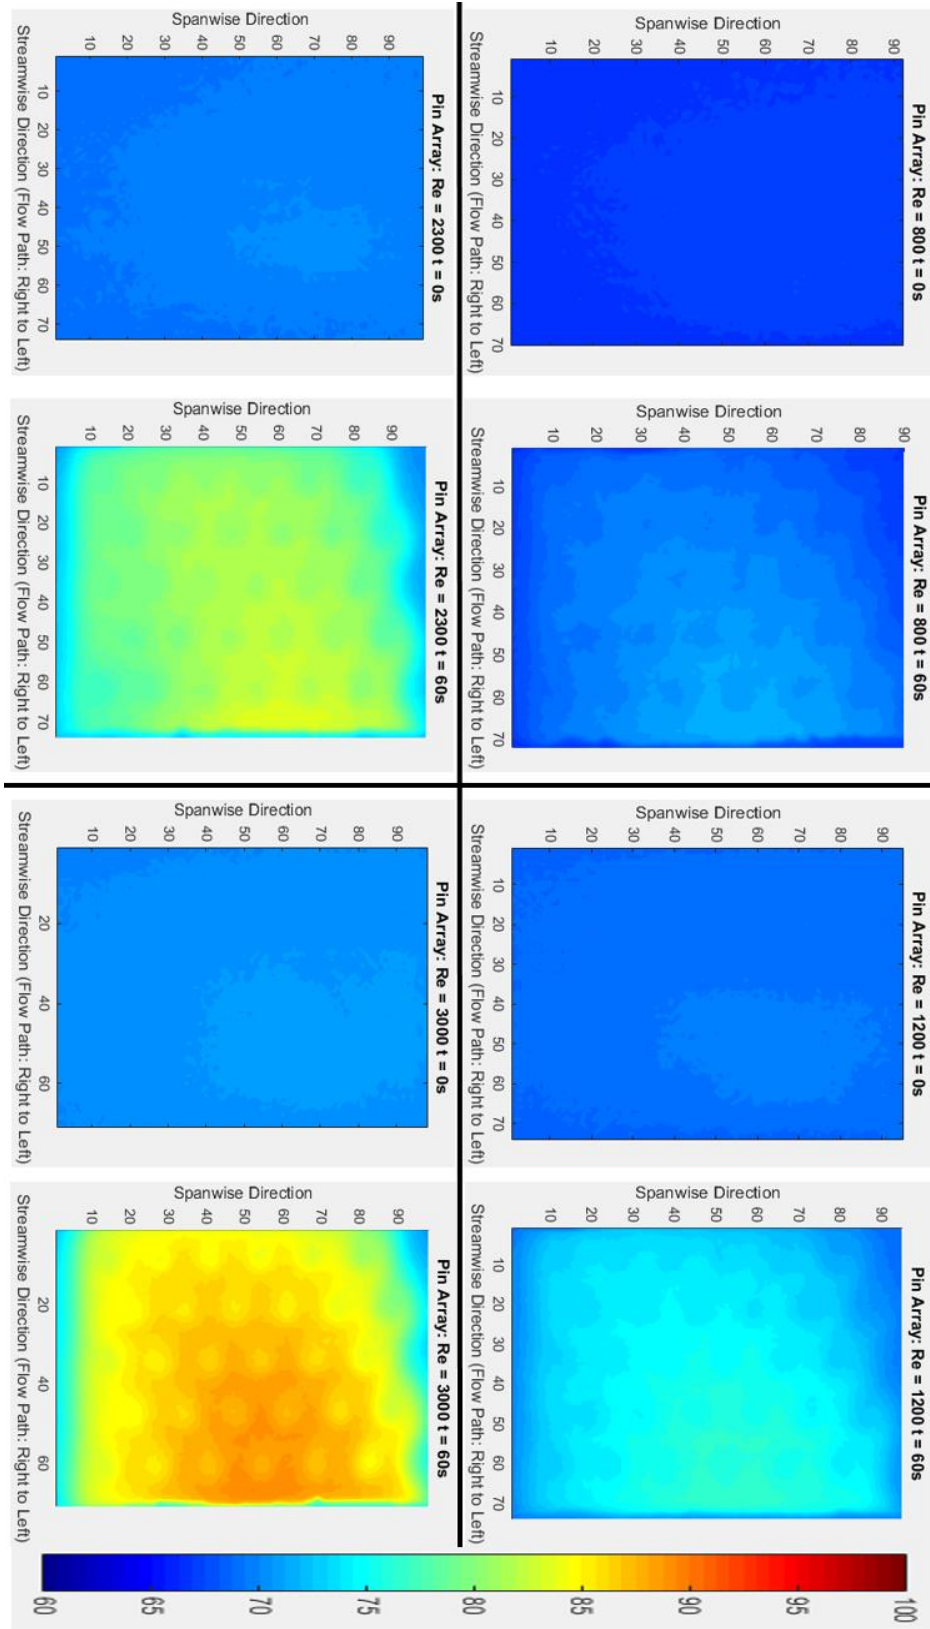 Pin Array: Re = 800 t = 0s
Spanwise Direction
90
80
70
60
50
40
30
20
10
10 20 30 40 50 60 70
Streamwise Direction (Flow Path: Right to Left)
Pin Array: Re = 800 t = 60s
Spanwise Direction
90
80
70
60
50
40
30
20
10
10 20 30 40 50 60 70
Streamwise Direction (Flow Path: Right to Left)
Pin Array: Re = 1200 t = 0s
Spanwise Direction
90
80
70
60
50
40
30
20
10
10 20 30 40 50 60 70
Streamwise Direction (Flow Path: Right to Left)
Pin Array: Re = 1200 t = 60s
Spanwise Direction
90
80
70
60
50
40
30
20
10
10 20 30 40 50 60 70
Streamwise Direction (Flow Path: Right to Left)
Pin Array: Re = 2300 t = 0s
Spanwise Direction
90
80
70
60
50
40
30
20
10
10 20 30 40 50 60 70
Streamwise Direction (Flow Path: Right to Left)
Pin Array: Re = 2300 t = 60s
Spanwise Direction
90
80
70
60
50
40
30
20
10
10 20 30 40 50 60 70
Streamwise Direction (Flow Path: Right to Left)
Pin Array: Re = 3000 t = 0s
Spanwise Direction
90
80
70
60
50
40
30
20
10
20 40 60
Streamwise Direction (Flow Path: Right to Left)
Pin Array: Re = 3000 t = 60s
Spanwise Direction
90
80
70
60
50
40
30
20
10
20 40 60
Streamwise Direction (Flow Path: Right to Left)
100
95
90
85
80
75
70
65
60